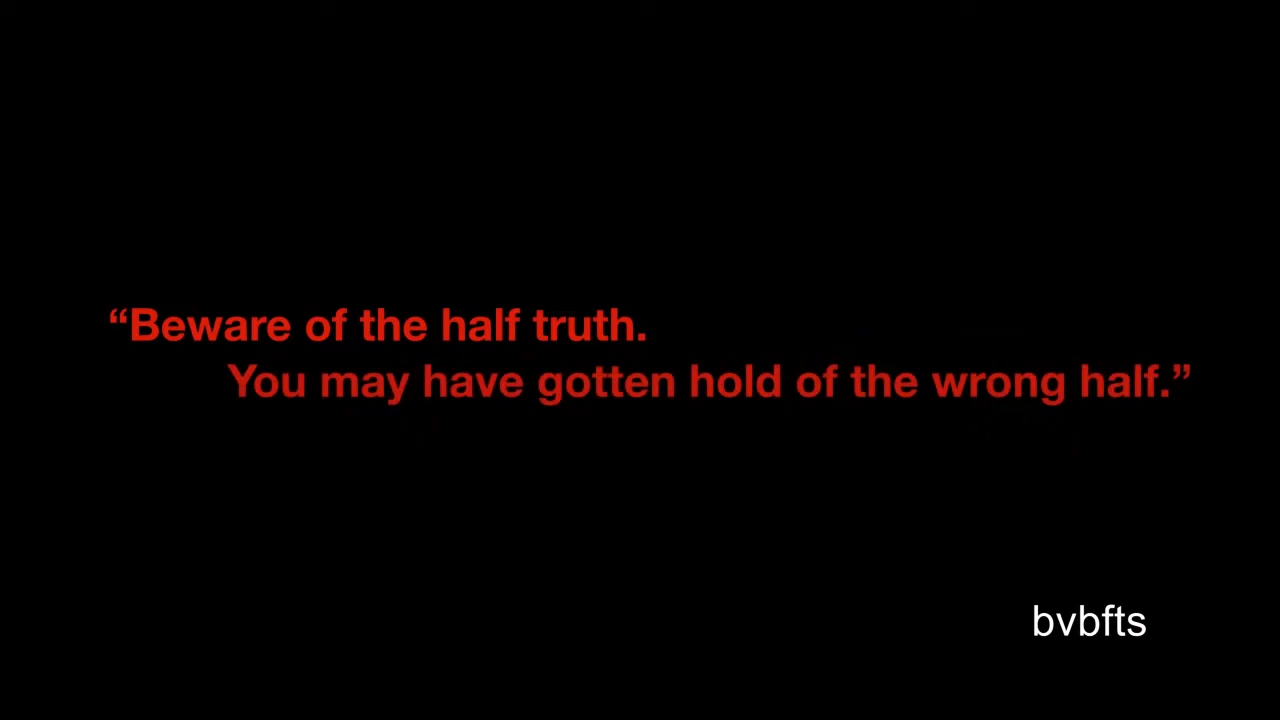 “Beware of the half truth.
You may have gotten hold of the wrong half.”
bvbfts